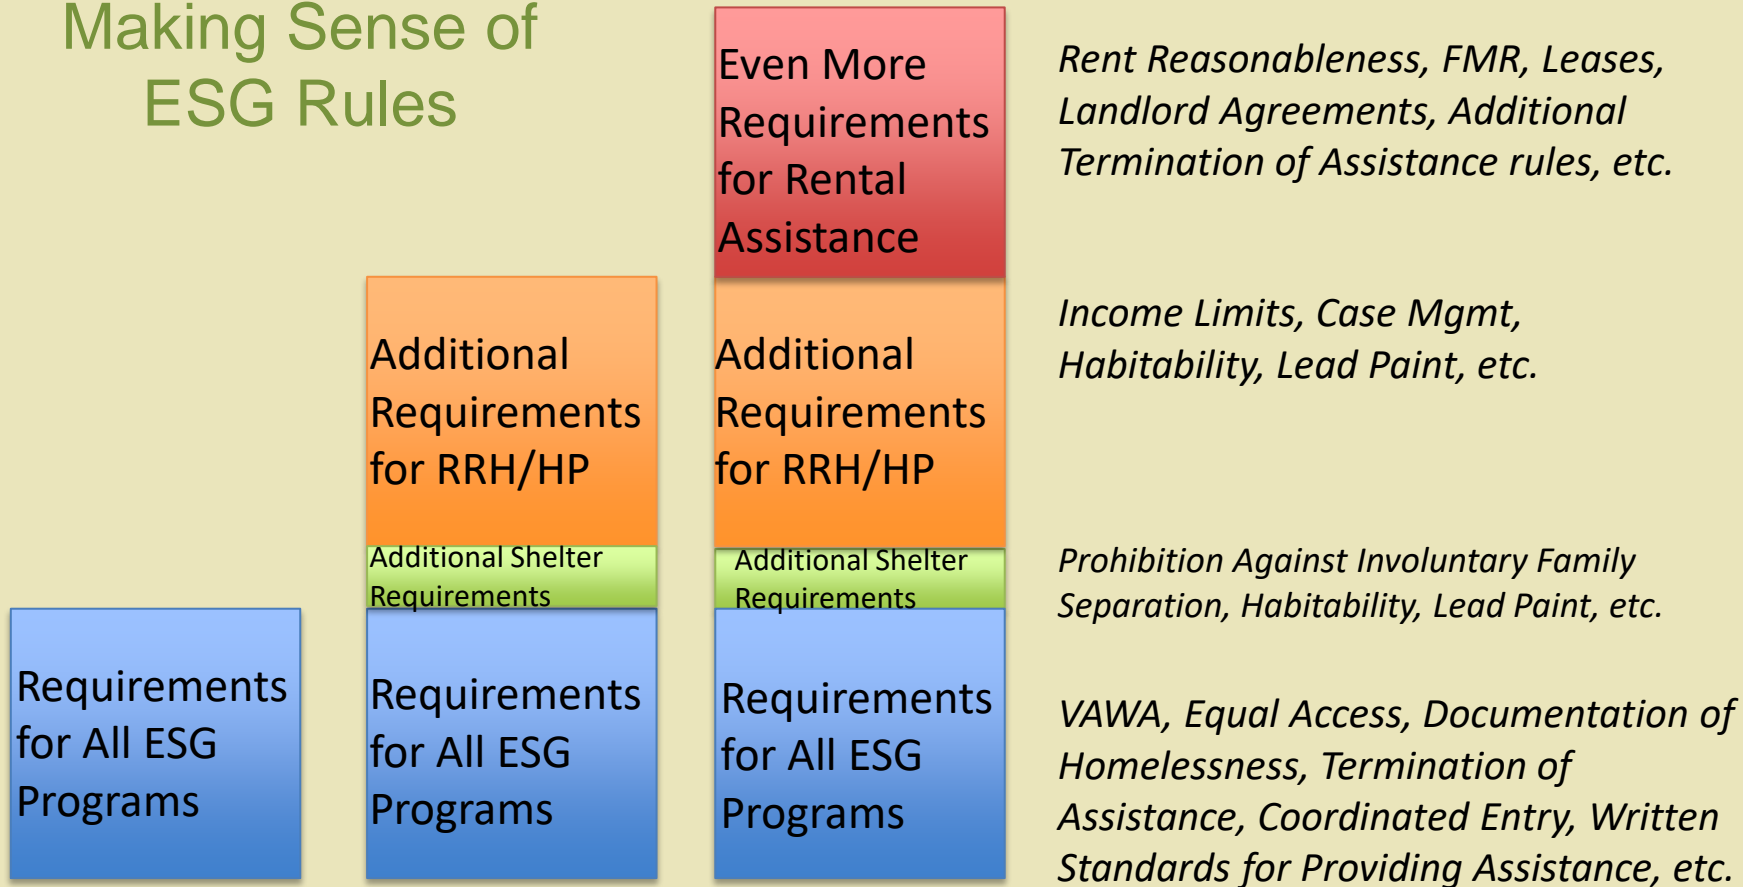 Making Sense of
ESG Rules
Even More
Requirements
for Rental
Assistance
Rent Reasonableness, FMR, Leases,
Landlord Agreements, Additional
Termination of Assistance rules, etc.
Additional
Requirements
for RRH/HP
Additional
Requirements
for RRH/HP
Income Limits, Case Mgmt,
Habitability, Lead Paint, etc.
Additional Shelter
Requirements
Additional Shelter
Requirements
Prohibition Against Involuntary Family
Separation, Habitability, Lead Paint, etc.
Requirements
for All ESG
Programs
Requirements
for All ESG
Programs
Requirements
for All ESG
Programs
VAWA, Equal Access, Documentation of
Homelessness, Termination of
Assistance, Coordinated Entry, Written
Standards for Providing Assistance, etc.